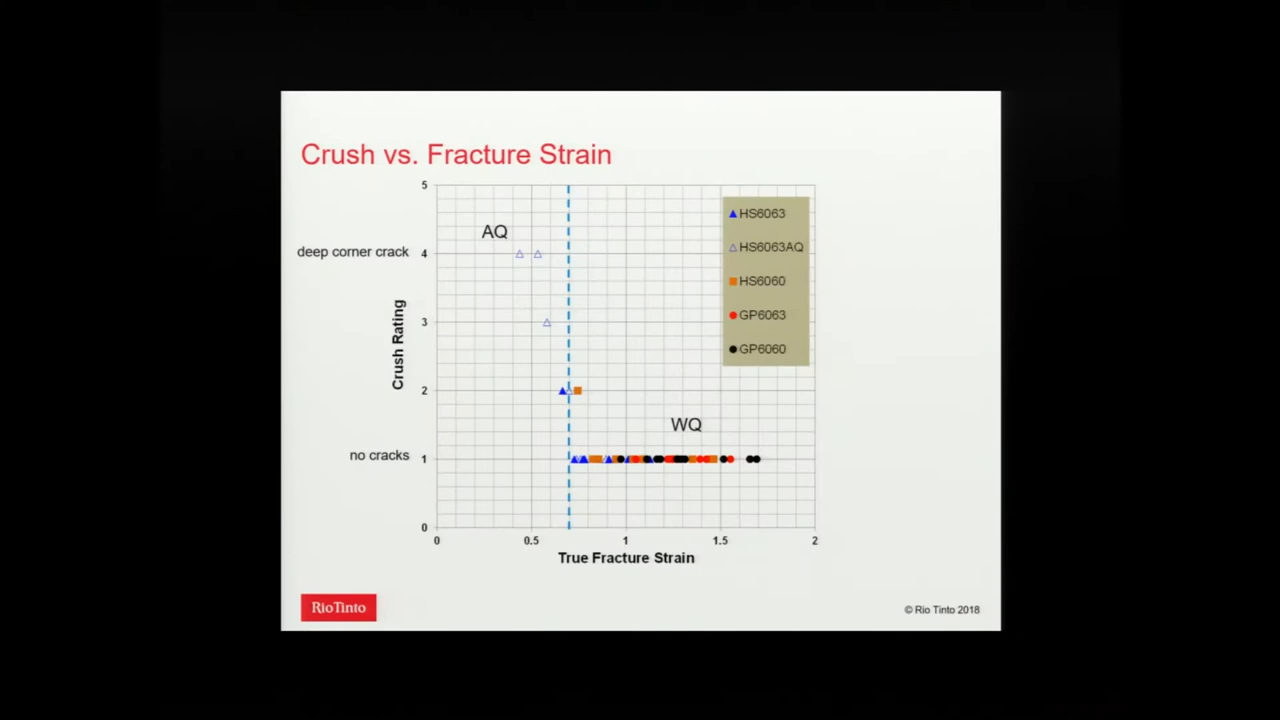 Crush vs. Fracture Strain
5
AQ
HS6063
HS6063AQ
deep corner crack 4
HS6060
Crush Rating
3
GP6063
GP6060
2
WQ
no cracks 1
0
0 0.5 1 1.5 2
True Fracture Strain
RioTinto
© Rio Tinto 2018